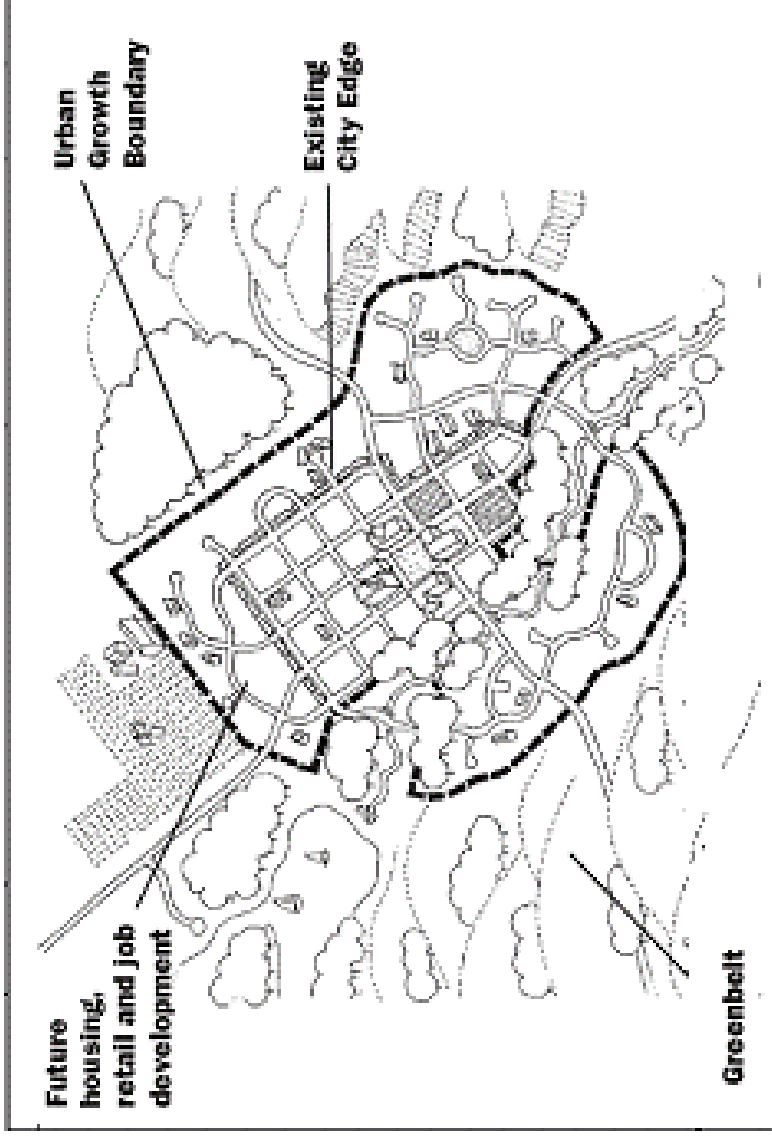 Urban
Growth
Boundary
Existing
City Edge
Future
housing,
retail and job
development
Greenbelt